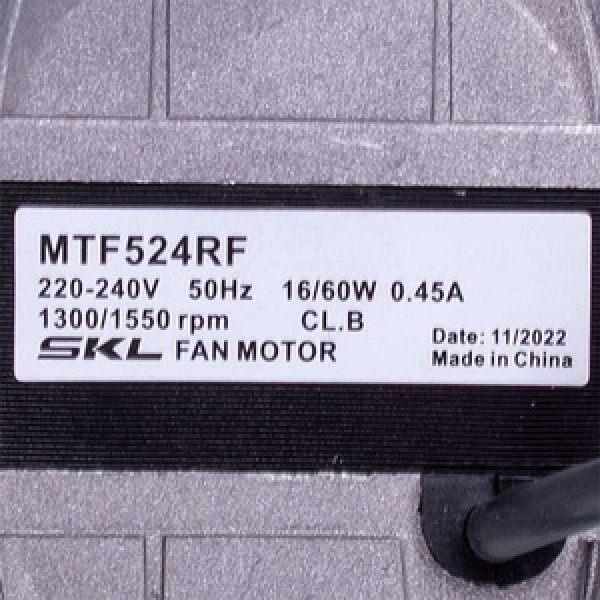 MTF524RF
220-240V 50Hz 16/60W 0.45A
1300/1550 rpm CL.B
SKL FAN MOTOR
Date: 11/2022
Made in China